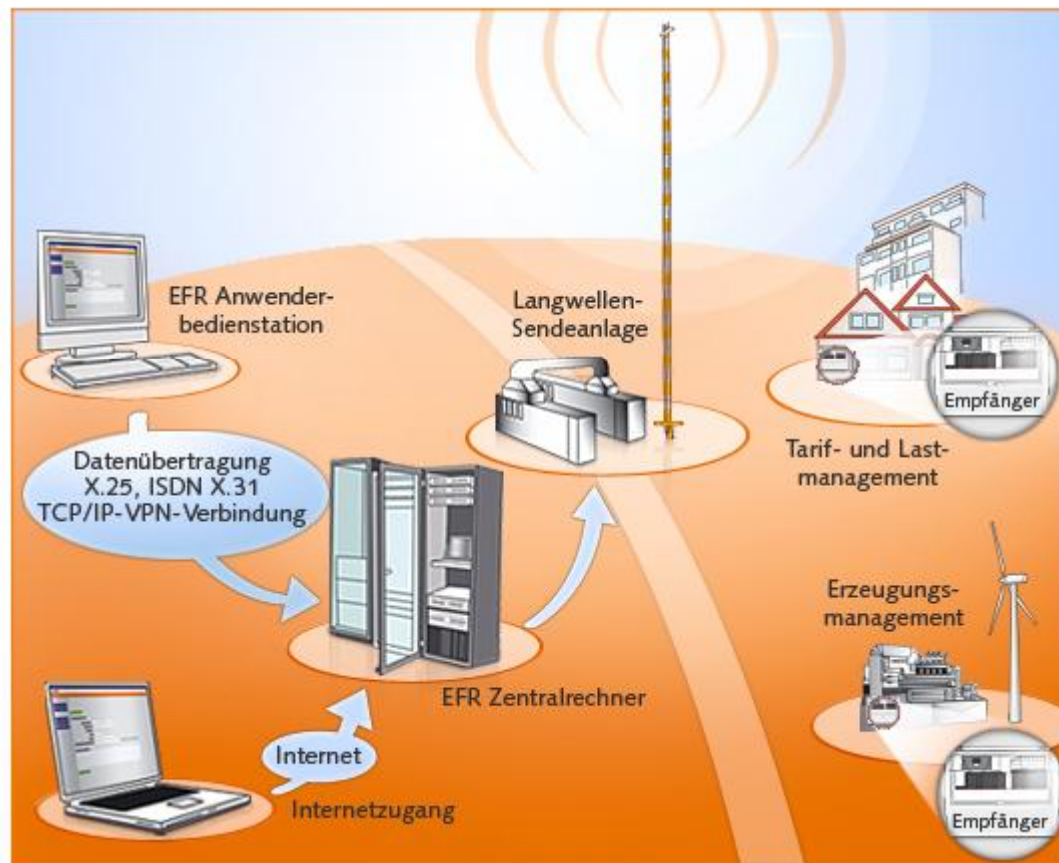 EFR Anwender-
bedienstation
Langwellen-
Sendeanlage
Empfänger
Tarif- und Last-
management
Datenübertragung
X.25, ISDN X.31
TCP/IP-VPN-Verbindung
Erzeugungs-
management
EFR Zentralrechner
Internet
Internetzugang
Empfänger